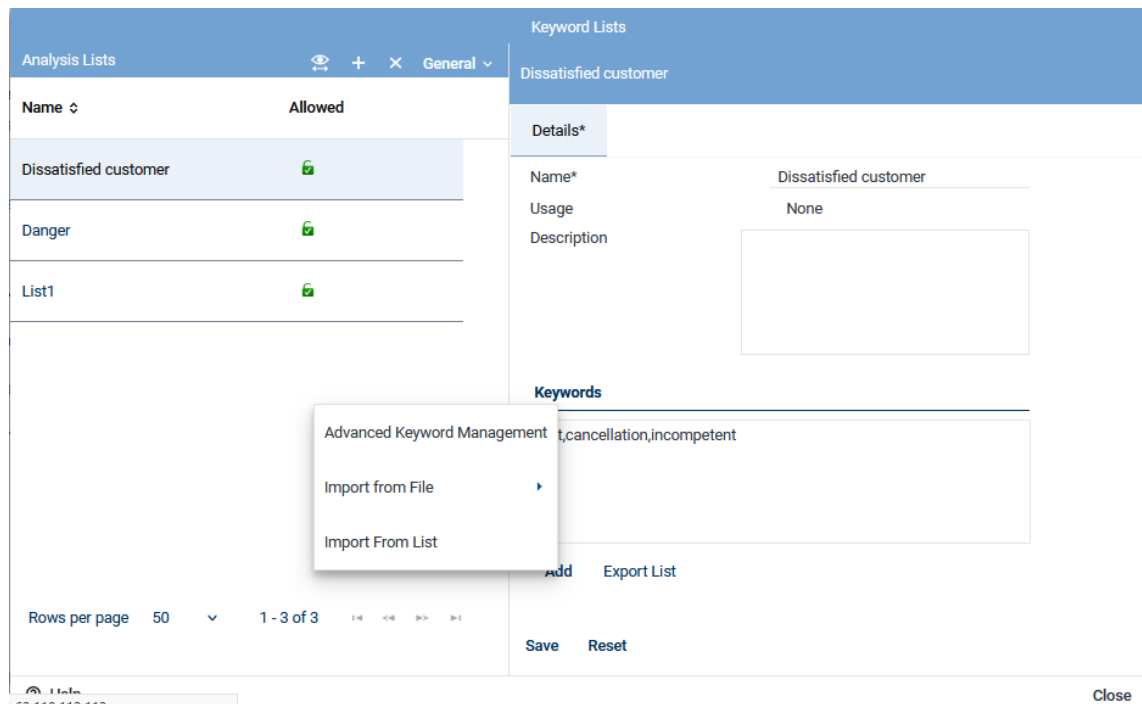 Keyword Lists
Analysis Lists
General
Dissatisfied customer
Name
Allowed
Details*
Dissatisfied customer
Danger
List1
Name*
Dissatisfied customer
Usage
None
Description
Keywords
t,cancellation,incompetent
Advanced Keyword Management
Import from File
Import From List
Add
Export List
Rows per page
50
1 - 3 of 3
Save
Reset
Help
Close